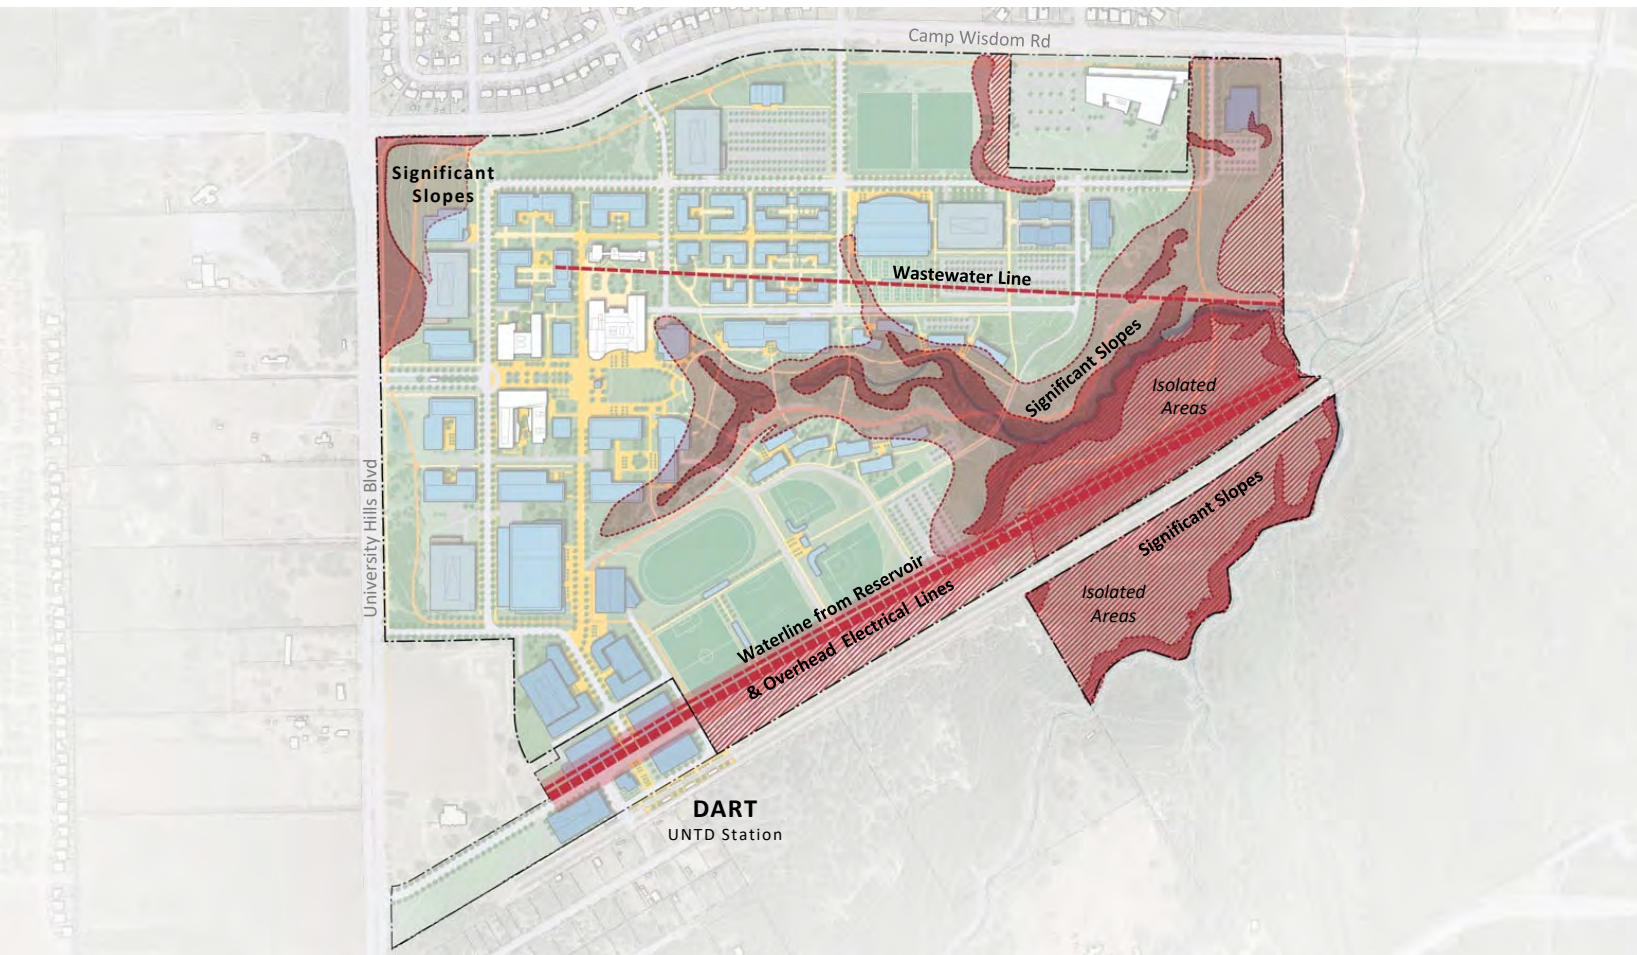 Camp Wisdom Rd
Significant
Slopes
Wastewater Line
Significant Slopes
Isolated
Areas
University Hills Blvd
Significant Slopes
Waterline from Reservoir
& Overhead Electrical Lines
Isolated
Areas
DART
UNTD Station